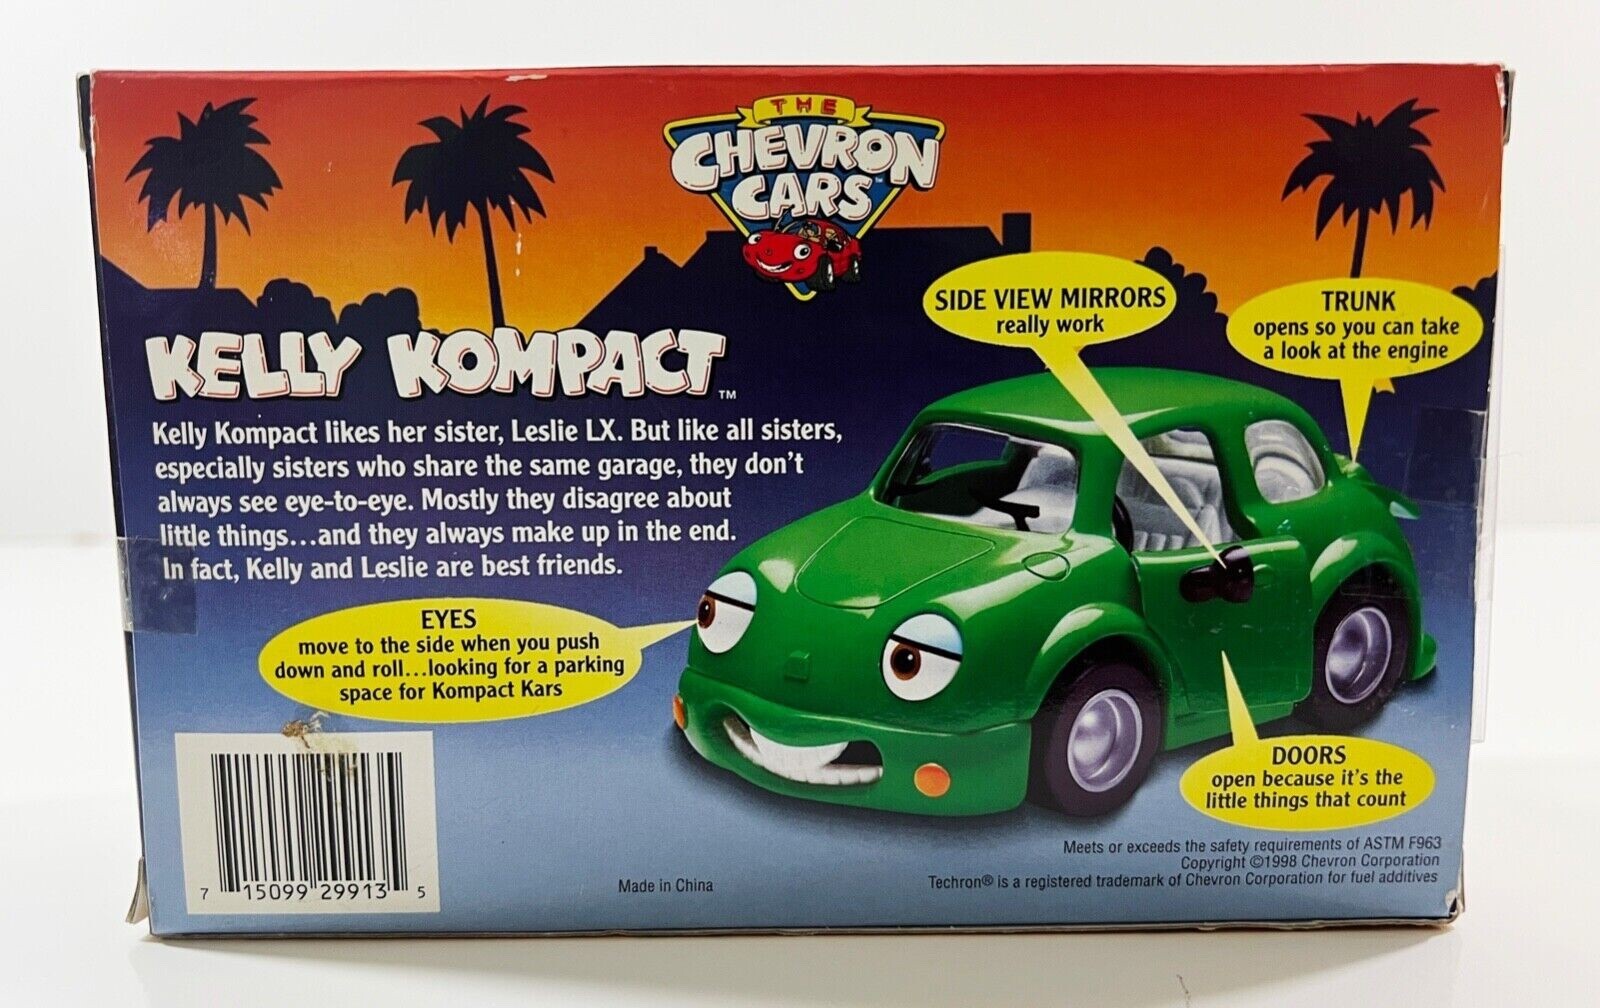 THE
CHEVRON
CARS™
KELLY KOMPACT™
Kelly Kompact likes her sister, Leslie LX. But like all sisters,
especially sisters who share the same garage, they don't
always see eye-to-eye. Mostly they disagree about
little things...and they always make up in the end.
In fact, Kelly and Leslie are best friends.
SIDE VIEW MIRRORS
really work
TRUNK
opens so you can take
a look at the engine
EYES
move to the side when you push
down and roll...looking for a parking
space for Kompact Kars
DOORS
open because it's the
little things that count
7 15099 29913 5
Made in China
Meets or exceeds the safety requirements of ASTM F963
Copyright ©1998 Chevron Corporation
Techron® is a registered trademark of Chevron Corporation for fuel additives